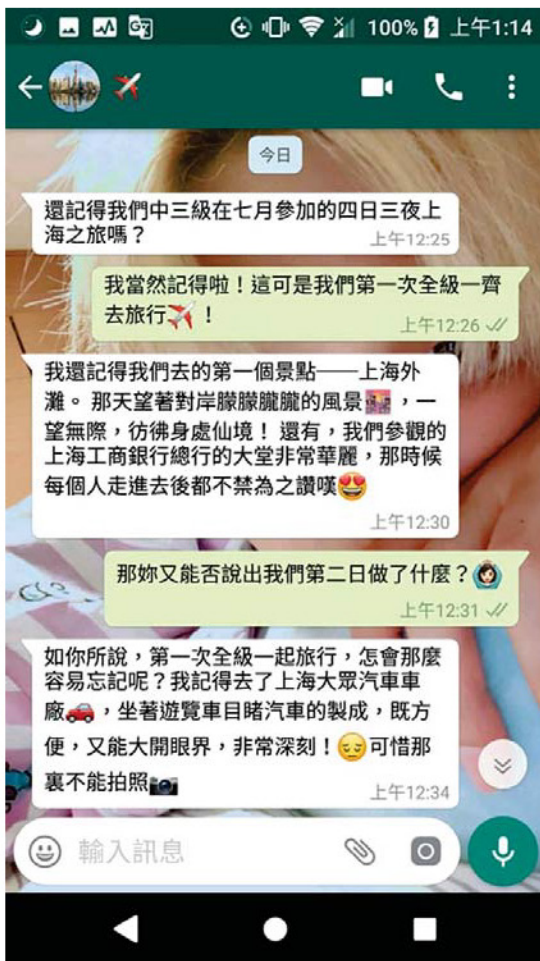 100% 上午1:14
今日
還記得我們中三級在七月參加的四日三夜上
海之旅嗎？
上午12:25
我當然記得啦！這可是我們第一次全級一齊
去旅行✈️！
上午12:26
我還記得我們去的第一個景點——上海外
灘。那天望著對岸朦朦朧朧的風景🌇，一
望無際，彷彿身處仙境！還有，我們參觀的
上海工商銀行總行的大堂非常華麗，那時候
每個人走進去後都不禁為之讚嘆😍
上午12:30
那妳又能否說出我們第二日做了什麼？🙆🏻
上午12:31
如你所說，第一次全級一起旅行，怎會那麼
容易忘記呢？我記得去了上海大眾汽車車
廠🚗，坐著遊覽車目睹汽車的製成，既方
便，又能大開眼界，非常深刻！😔可惜那
裏不能拍照📷
上午12:34
輸入訊息